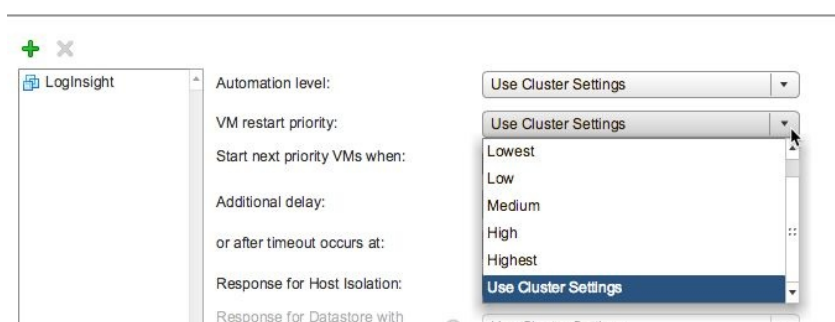 LogInsight
Automation level:
Use Cluster Settings
VM restart priority:
Use Cluster Settings
Start next priority VMs when:
Lowest
Low
Additional delay:
Medium
or after timeout occurs at:
High
Highest
Response for Host Isolation:
Use Cluster Settings
Response for Datastore with